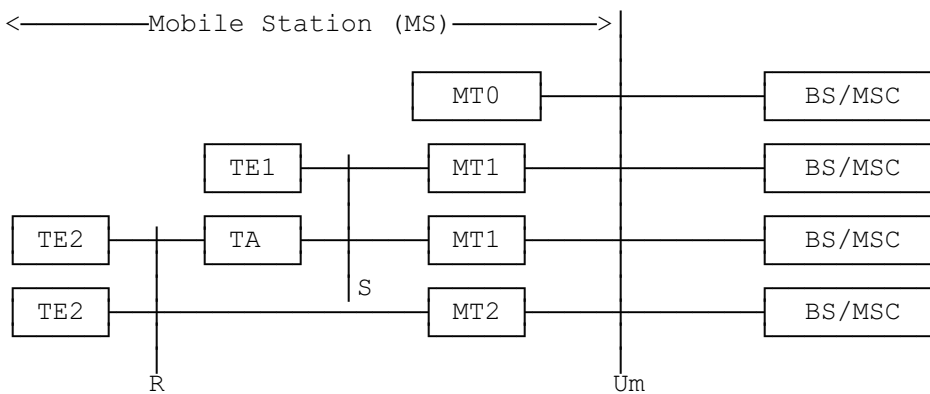 <———Mobile Station (MS)———>
MT0 BS/MSC
TE1 MT1 BS/MSC
TE2 TA MT1 BS/MSC
S
TE2 MT2 BS/MSC
R Um